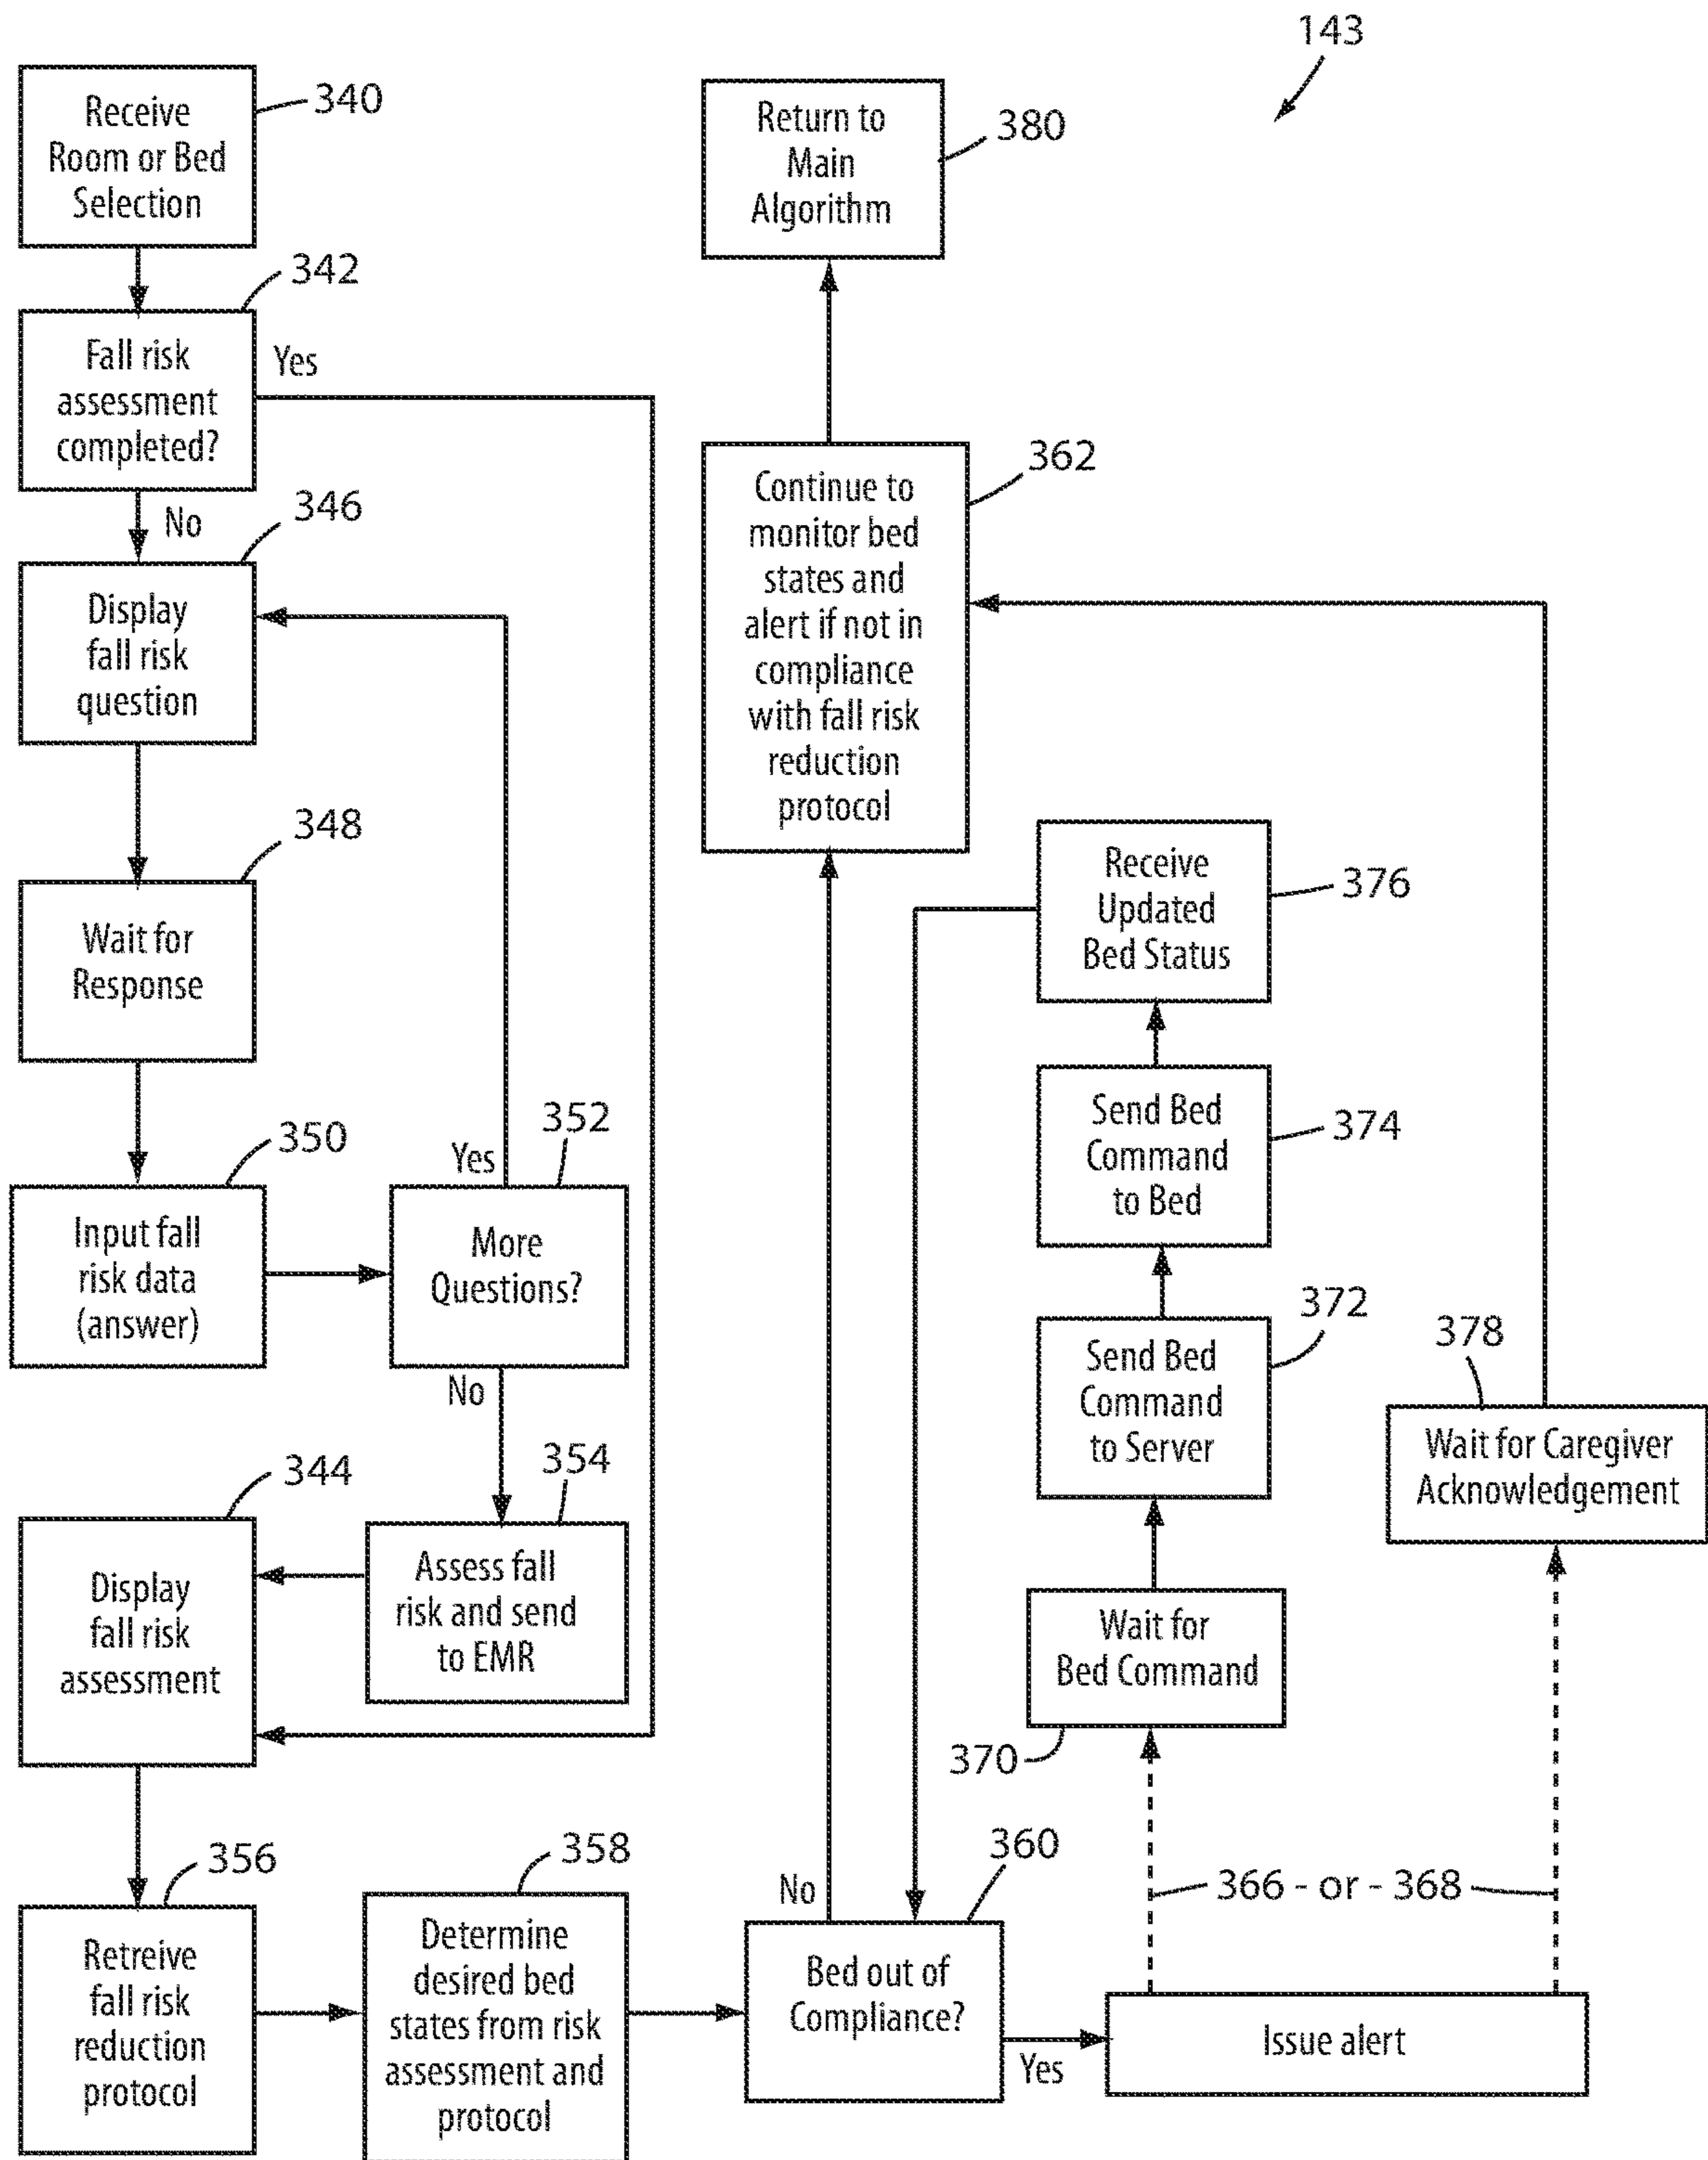 143
Receive
Room or Bed
Selection
340
Return to
Main
Algorithm
380
342
Fall risk
assessment
completed?
Yes
No
346
Display
fall risk
question
362
Continue to
monitor bed
states and
alert if not in
compliance
with fall risk
reduction
protocol
348
Wait for
Response
Receive
Updated
Bed Status
376
350
Input fall
risk data
(answer)
352
Yes
More
Questions?
No
Send Bed
Command
to Bed
374
372
Send Bed
Command
to Server
378
Wait for Caregiver
Acknowledgement
344
Display
fall risk
assessment
354
Assess fall
risk and send
to EMR
Wait for
Bed Command
370
356
Retreive
fall risk
reduction
protocol
358
Determine
desired bed
states from risk
assessment and
protocol
No
360
Bed out of
Compliance?
Yes
366 - or - 368
Issue alert